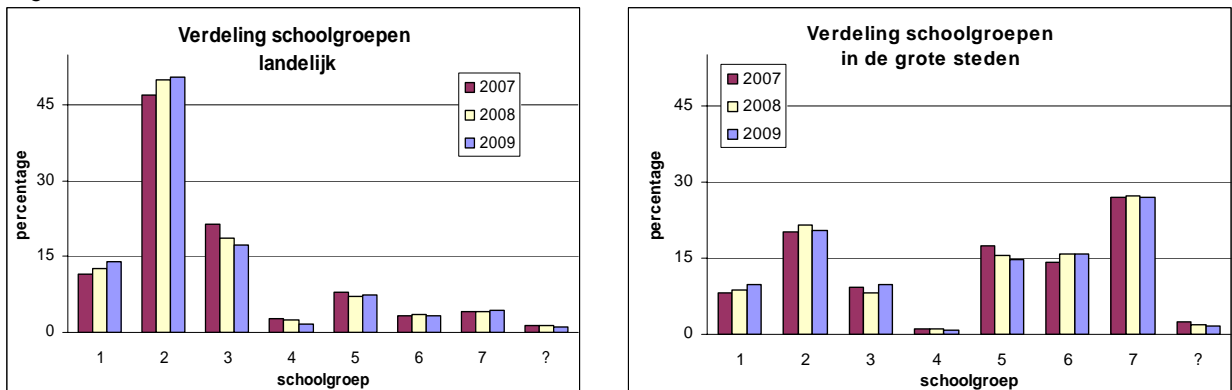 Verdeling schoolgroepen
landelijk
2007
2008
2009
percentage
45
30
15
0
1 2 3 4 5 6 7 ?
schoolgroep
Verdeling schoolgroepen
in de grote steden
2007
2008
2009
percentage
45
30
15
0
1 2 3 4 5 6 7 ?
schoolgroep